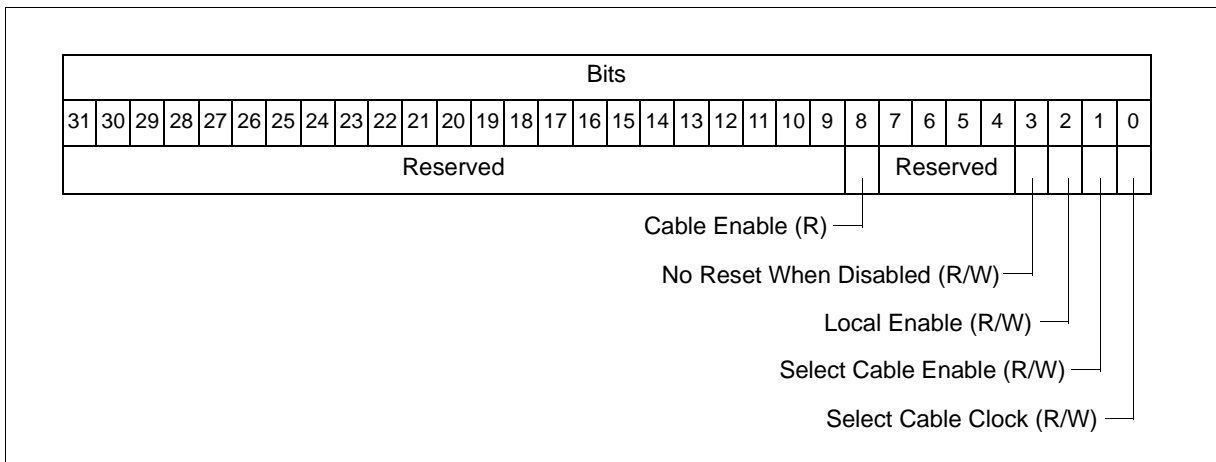 Bits
31 30 29 28 27 26 25 24 23 22 21 20 19 18 17 16 15 14 13 12 11 10 9 8 7 6 5 4 3 2 1 0
Reserved Reserved
Cable Enable (R)
No Reset When Disabled (R/W)
Local Enable (R/W)
Select Cable Enable (R/W)
Select Cable Clock (R/W)